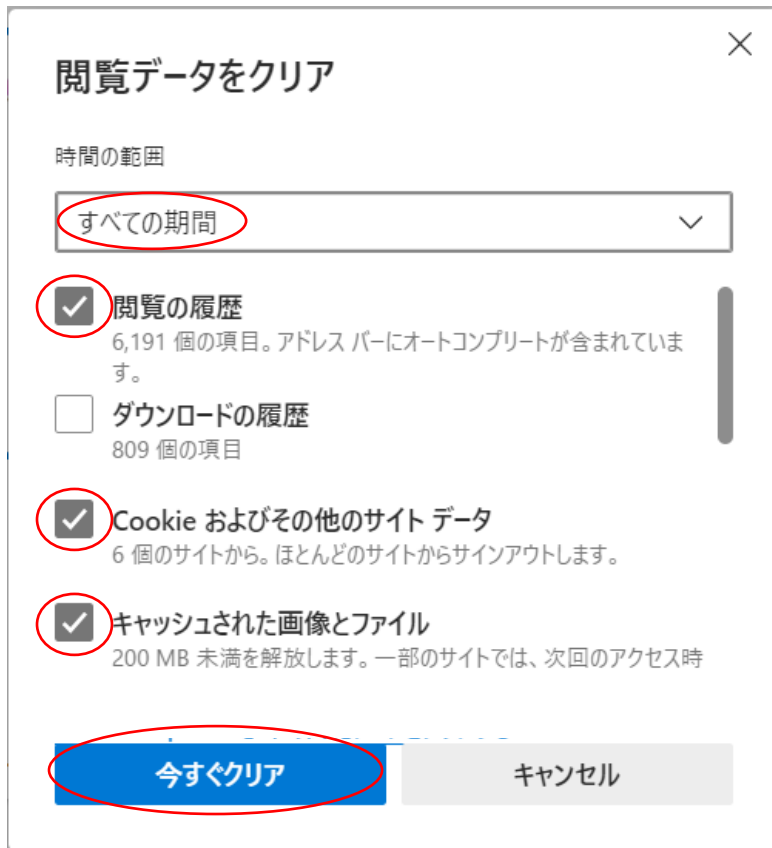 閲覧データをクリア
時間の範囲
すべての期間
閲覧の履歴
6,191 個の項目。アドレス バーにオートコンプリートが含まれていま
す。
ダウンロードの履歴
809 個の項目
Cookie およびその他のサイト データ
6 個のサイトから。ほとんどのサイトからサインアウトします。
キャッシュされた画像とファイル
200 MB 未満を解放します。一部のサイトでは、次回のアクセス時
今すぐクリア
キャンセル